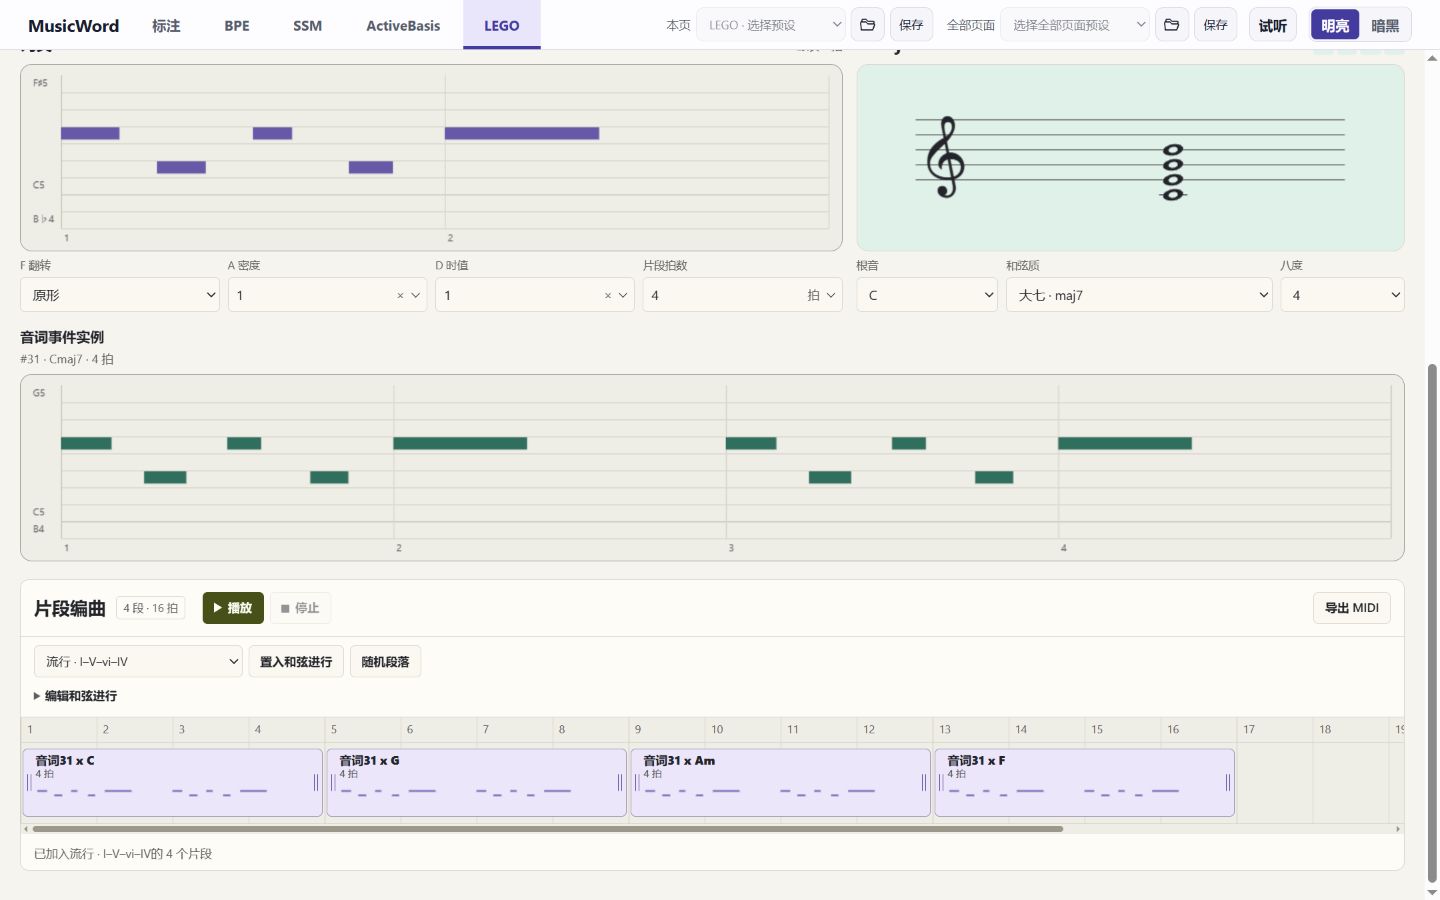 MusicWord 标注 BPE SSM ActiveBasis LEGO 本页 LEGO · 选择预设 保存 全部页面 选择全部页面预设 保存 试听 明亮 暗黑
F#5
C5
B♭4
1 2
F 翻转 A 密度 D 时值 片段拍数 根音 和弦质 八度
原形 1 × 1 × 4 拍 C 大七 · maj7 4
音词事件实例
#31 · Cmaj7 · 4 拍
G5
C5
B4
1 2 3 4
片段编曲 4 段 · 16 拍 ▶ 播放 ■ 停止 导出 MIDI
流行 · I–V–vi–IV 置入和弦进行 随机段落
▶ 编辑和弦进行
1 2 3 4 5 6 7 8 9 10 11 12 13 14 15 16 17 18
音词31 x C 音词31 x G 音词31 x Am 音词31 x F
4 拍 4 拍 4 拍 4 拍
已加入流行 · I–V–vi–IV的 4 个片段